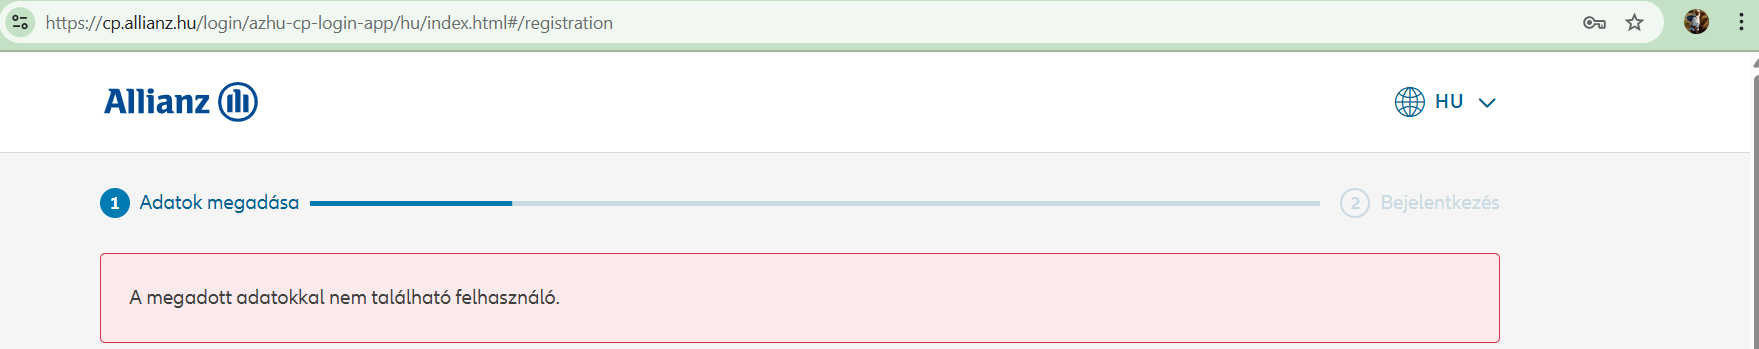 https://cp.allianz.hu/login/azhu-cp-login-app/hu/index.html#/registration
Allianz
HU
1 Adatok megadása
2 Bejelentkezés
A megadott adatokkal nem található felhasználó.